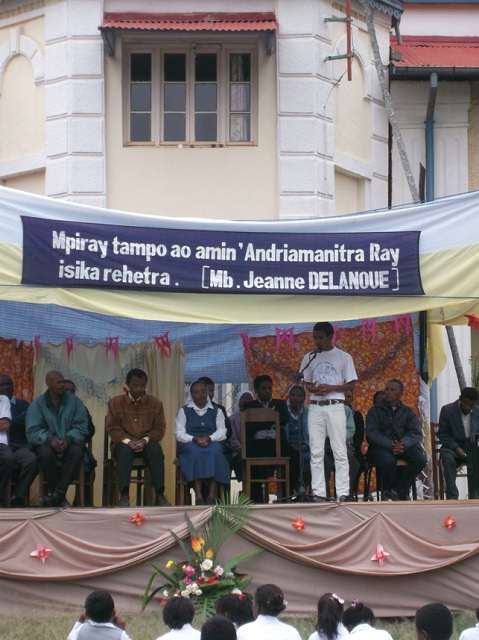 Mpiray tampo ao amin'Andriamanitra Ray
isika rehetra. [Mb. Jeanne DELANOUE]